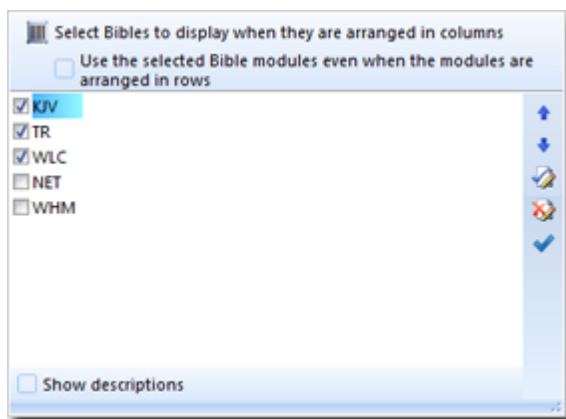 Select Bibles to display when they are arranged in columns
Use the selected Bible modules even when the modules are
arranged in rows
KJV
TR
WLC
NET
WHM
Show descriptions